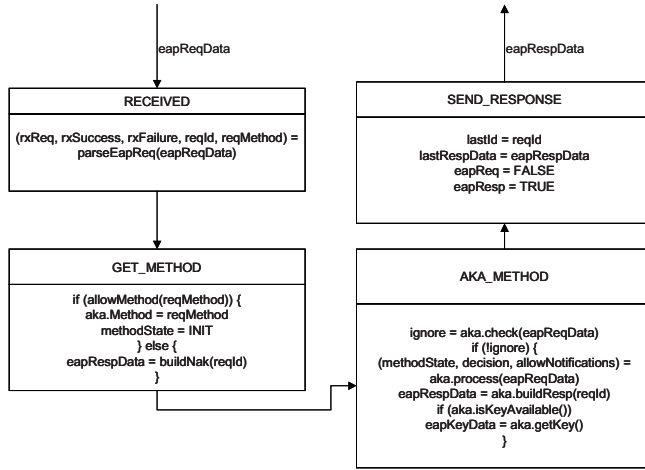 eapReqData
RECEIVED
(rxReq, rxSuccess, rxFailure, reqId, reqMethod) =
parseEapReq(eapReqData)
GET_METHOD
if (allowMethod(reqMethod)) {
aka.Method = reqMethod
methodState = INIT
} else {
eapRespData = buildNak(reqId)
}
eapRespData
SEND_RESPONSE
lastId = reqId
lastRespData = eapRespData
eapReq = FALSE
eapResp = TRUE
AKA_METHOD
ignore = aka.check(eapReqData)
if (!ignore) {
(methodState, decision, allowNotifications) =
aka.process(eapReqData)
eapRespData = aka.buildResp(reqId)
if (aka.isKeyAvailable())
eapKeyData = aka.getKey()
}